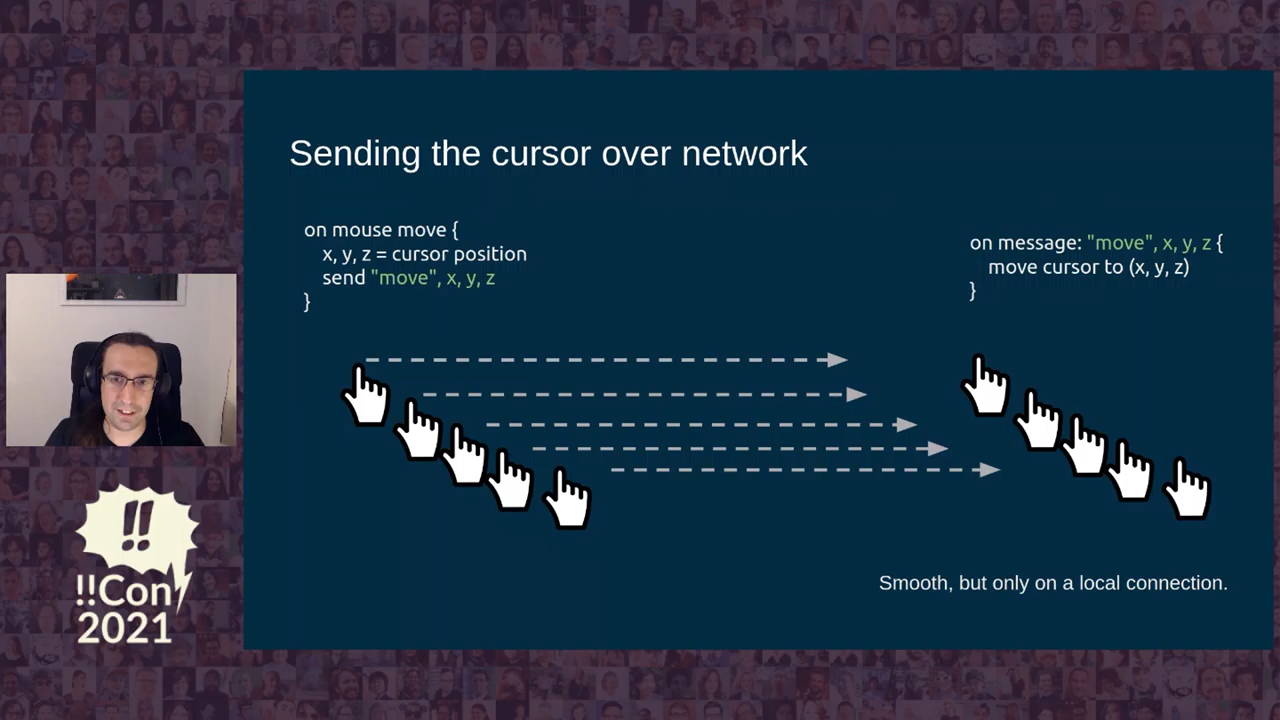 Sending the cursor over network
on mouse move {
x, y, z = cursor position
send "move", x, y, z
}
on message: "move", x, y, z {
move cursor to (x, y, z)
}
Smooth, but only on a local connection.
!!
!!Con
2021